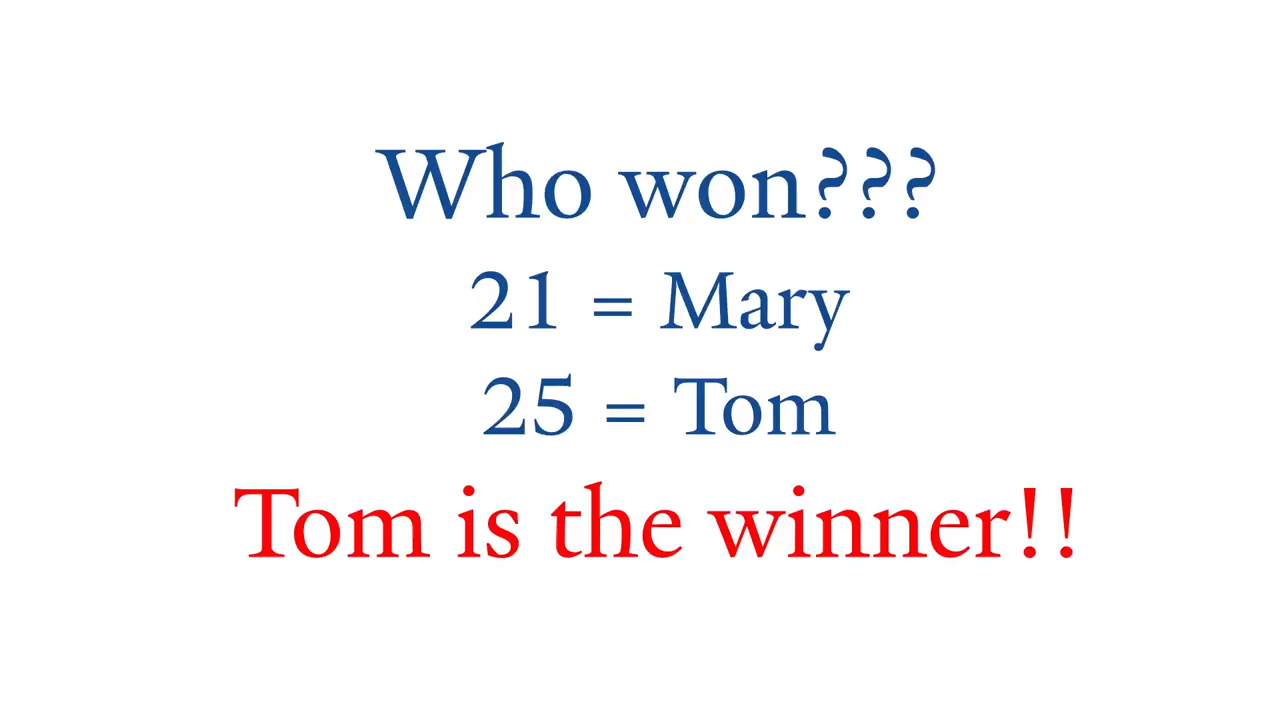 Who won???
21 = Mary
25 = Tom
Tom is the winner!!